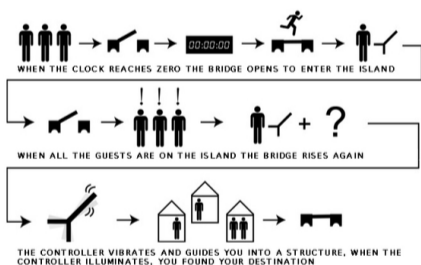 00:00:00
WHEN THE CLOCK REACHES ZERO THE BRIDGE OPENS TO ENTER THE ISLAND
! ! !
+ ?
WHEN ALL THE GUESTS ARE ON THE ISLAND THE BRIDGE RISES AGAIN
THE CONTROLLER VIBRATES AND GUIDES YOU INTO A STRUCTURE, WHEN THE
CONTROLLER ILLUMINATES, YOU FOUND YOUR DESTINATION